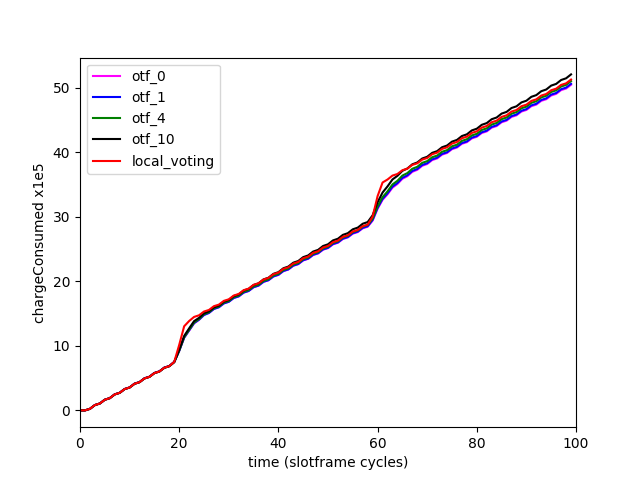 otf_0
otf_1
otf_4
otf_10
local_voting
chargeConsumed x1e5
50
40
30
20
10
0
0 20 40 60 80 100
time (slotframe cycles)